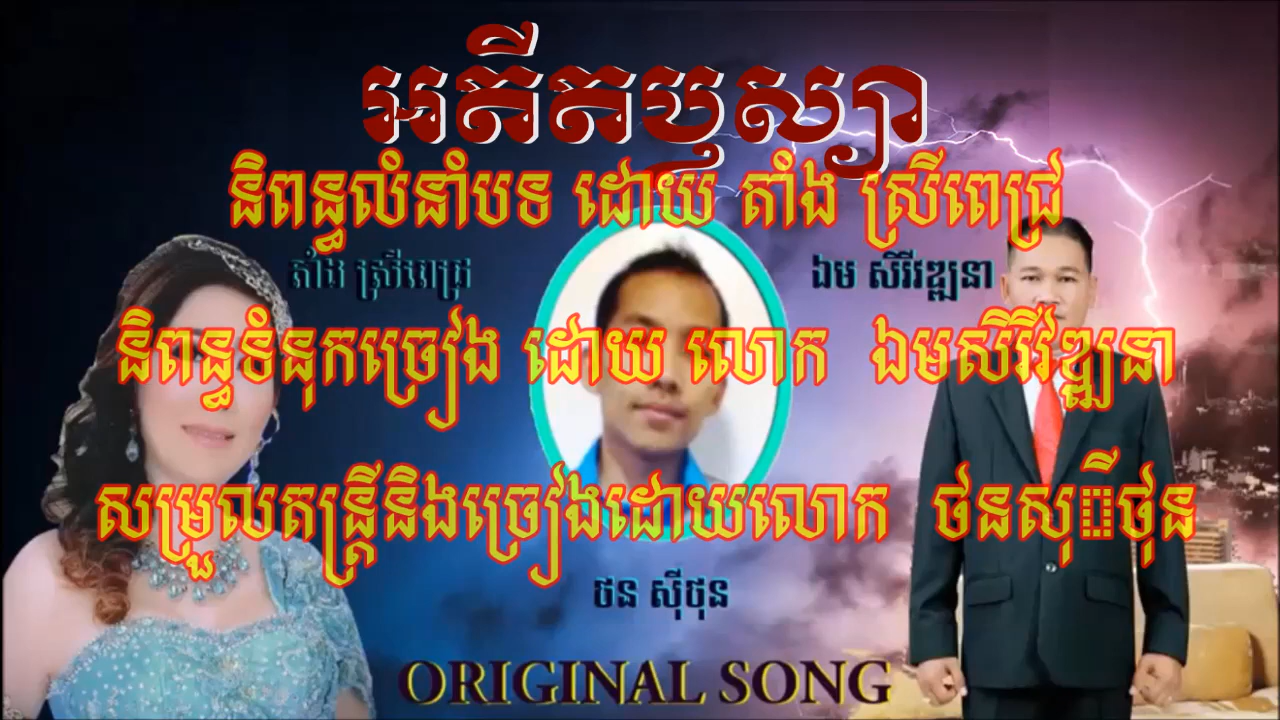 អតីតឫស្យា
និពន្ធលំនាំបទ ដោយ តាំង ស្រីពេជ្រ
តាំង ស្រីពេជ្រ
ឯម សិរីវឌ្ឍនា
និពន្ធទំនុកច្រៀង ដោយ លោក ឯមសិរីវឌ្ឍនា
សម្រួលតន្ត្រីនិងច្រៀងដោយលោក ថនសុីថុន
ថន ស៊ីថុន
ORIGINAL SONG